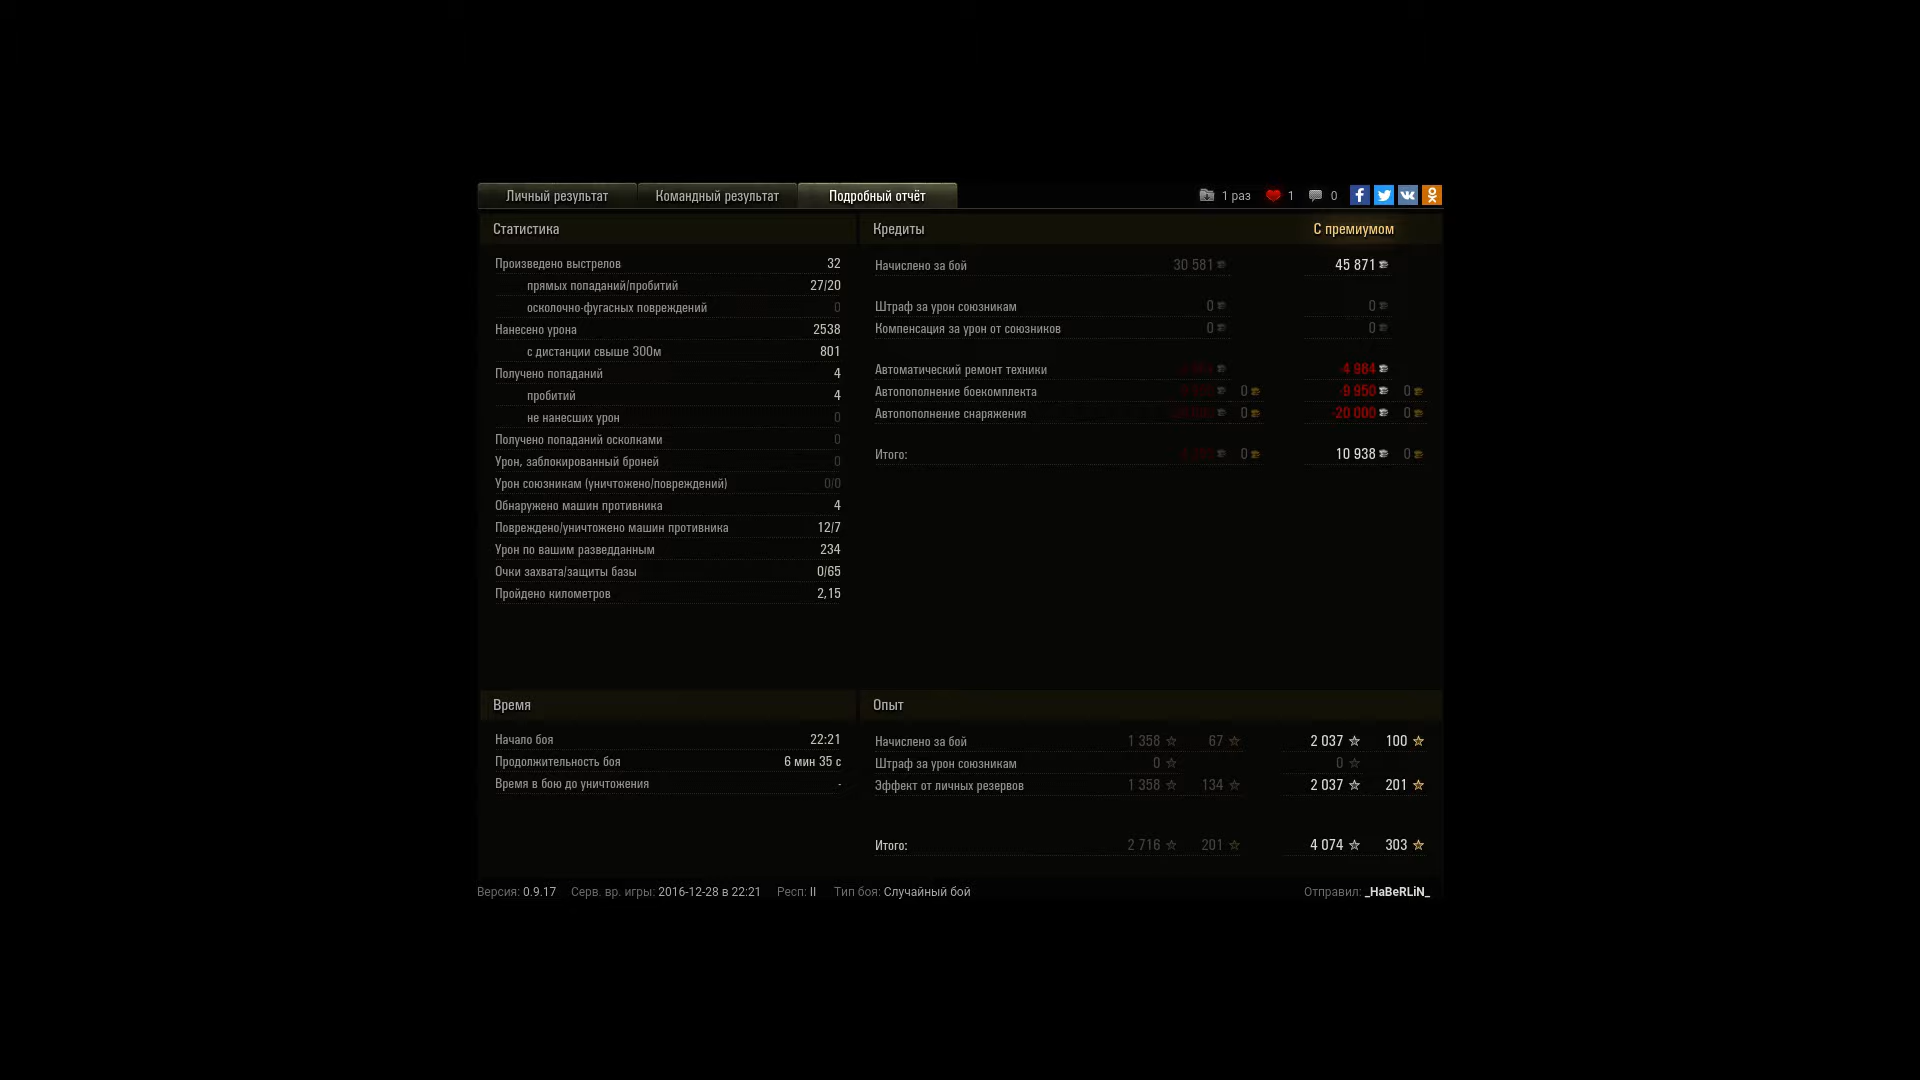 Личный результат Командный результат Подробный отчёт 1 раз 1 0
Статистика
Произведено выстрелов 32
прямых попаданий/пробитий 27/20
осколочно-фугасных повреждений 0
Нанесено урона 2538
с дистанции свыше 300м 801
Получено попаданий 4
пробитий 4
не нанесших урон 0
Получено попаданий осколками 0
Урон, заблокированный броней 0
Урон союзникам (уничтожено/повреждений) 0/0
Обнаружено машин противника 4
Повреждено/уничтожено машин противника 12/7
Урон по вашим разведданным 234
Очки захвата/защиты базы 0/65
Пройдено километров 2,15
Кредиты С премиумом
Начислено за бой 30 581 45 871
Штраф за урон союзникам 0 0
Компенсация за урон от союзников 0 0
Автоматический ремонт техники -4 984
Автопополнение боекомплекта 0 -9 950 0
Автопополнение снаряжения 0 -20 000 0
Итого: 0 10 938 0
Время
Начало боя 22:21
Продолжительность боя 6 мин 35 с
Время в бою до уничтожения -
Опыт
Начислено за бой 1 358 67 2 037 100
Штраф за урон союзникам 0 0
Эффект от личных резервов 1 358 134 2 037 201
Итого: 2 716 201 4 074 303
Версия: 0.9.17 Серв. вр. игры: 2016-12-28 в 22:21 Респ: II Тип боя: Случайный бой Отправил: _HaBeRLiN_